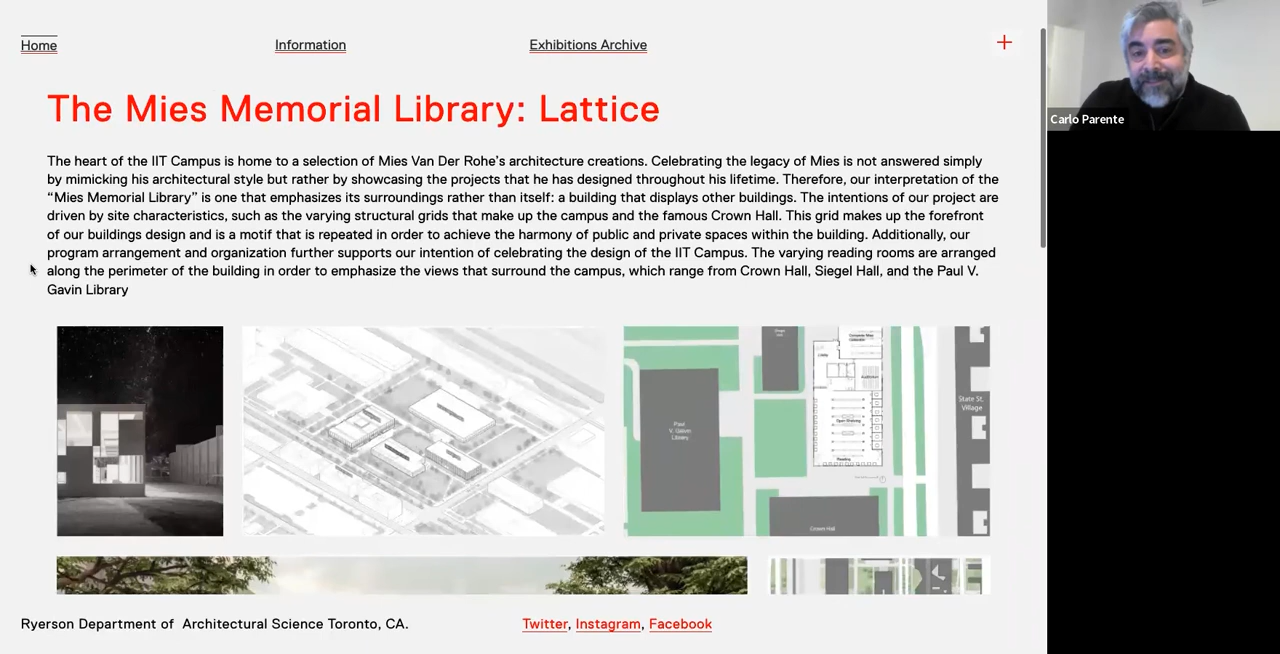 Home Information Exhibitions Archive +
The Mies Memorial Library: Lattice
The heart of the IIT Campus is home to a selection of Mies Van Der Rohe's architecture creations. Celebrating the legacy of Mies is not answered simply
by mimicking his architectural style but rather by showcasing the projects that he has designed throughout his lifetime. Therefore, our interpretation of the
“Mies Memorial Library” is one that emphasizes its surroundings rather than itself: a building that displays other buildings. The intentions of our project are
driven by site characteristics, such as the varying structural grids that make up the campus and the famous Crown Hall. This grid makes up the forefront
of our buildings design and is a motif that is repeated in order to achieve the harmony of public and private spaces within the building. Additionally, our
program arrangement and organization further supports our intention of celebrating the design of the IIT Campus. The varying reading rooms are arranged
along the perimeter of the building in order to emphasize the views that surround the campus, which range from Crown Hall, Siegel Hall, and the Paul V.
Gavin Library
Lobby
State St.
Village
Paul
V. Galvin
Library
Open Shelving
Reading
Crown Hall
Ryerson Department of Architectural Science Toronto, CA.
Twitter, Instagram, Facebook
Carlo Parente